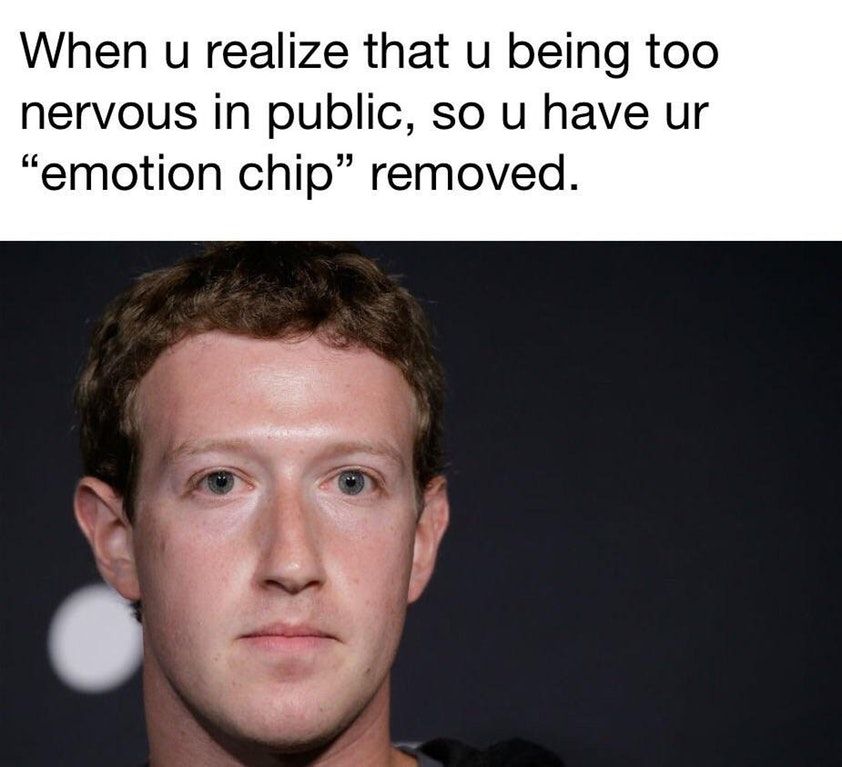 When u realize that u being too
nervous in public, so u have ur
“emotion chip” removed.